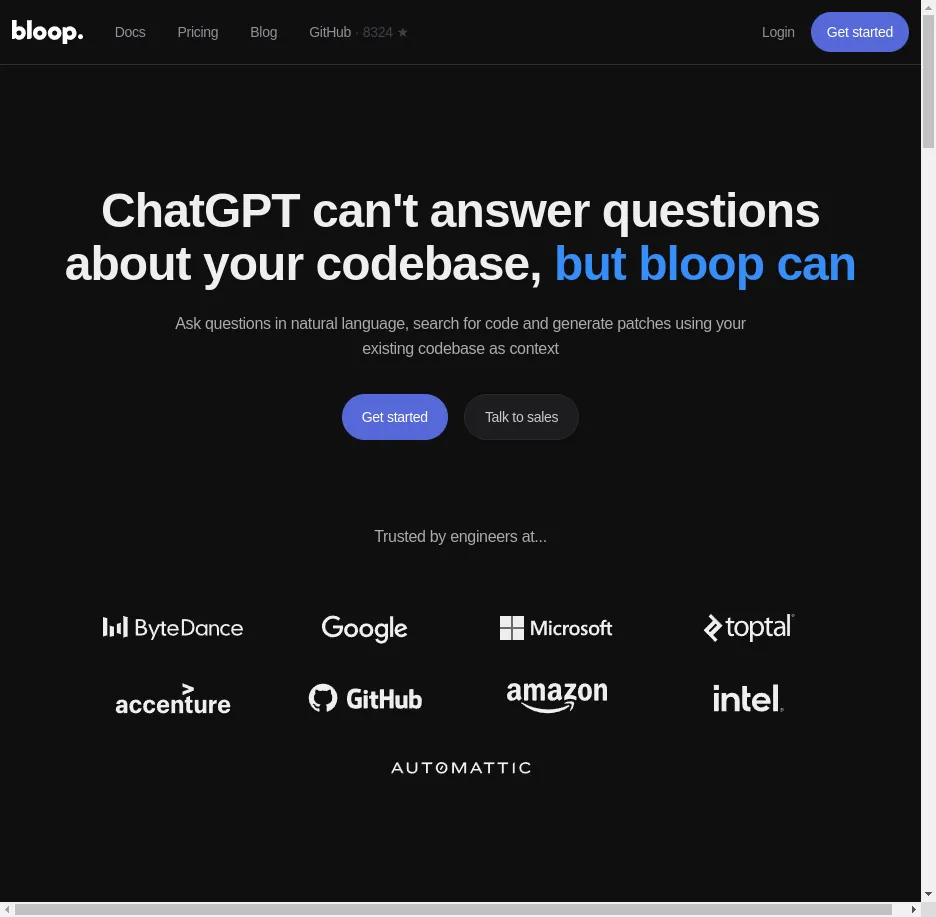 bloop.
Docs
Pricing
Blog
GitHub · 8324 ★
Login
Get started
ChatGPT can't answer questions
about your codebase, but bloop can
Ask questions in natural language, search for code and generate patches using your
existing codebase as context
Get started
Talk to sales
Trusted by engineers at...
ByteDance
Google
Microsoft
toptal
accenture
GitHub
amazon
intel
AUTOMATTIC